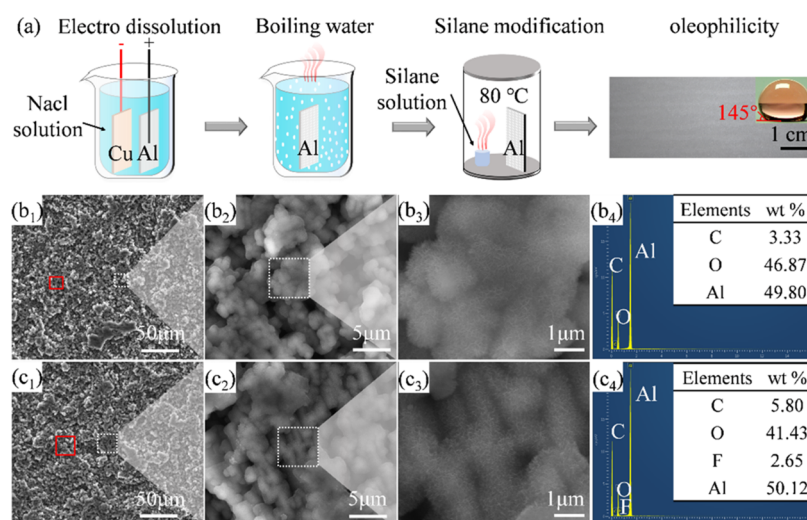 (a) Electro dissolution Boiling water Silane modification oleophilicity
- +
Nacl
solution
Cu Al
Al
Silane
solution
80 ℃
Al
145°
1 cm
(b1) 50μm
(b2) 5μm
(b3) 1μm
(b4) C O Al
Elements wt %
C 3.33
O 46.87
Al 49.80
(c1) 50μm
(c2) 5μm
(c3) 1μm
(c4) C O F Al
Elements wt %
C 5.80
O 41.43
F 2.65
Al 50.12